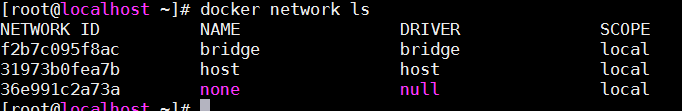 [root@localhost ~]# docker network ls
NETWORK ID          NAME                DRIVER              SCOPE
f2b7c095f8ac        bridge              bridge              local
31973b0fea7b        host                host                local
36e991c2a73a        none                null                local
[root@localhost ~]#